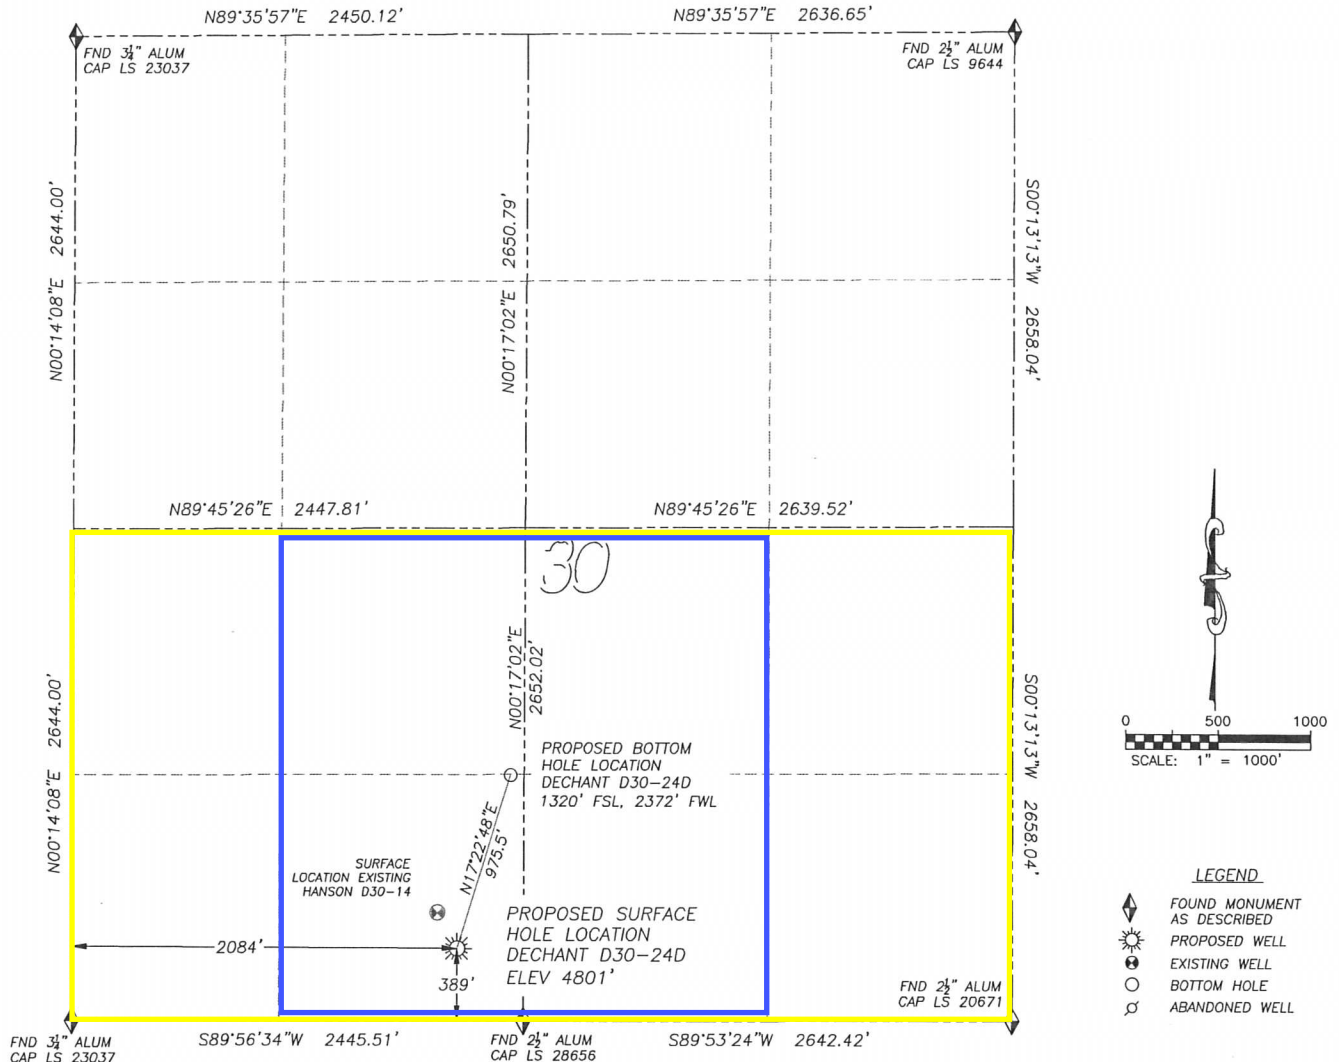 N89°35'57"E 2450.12'
N89°35'57"E 2636.65'
FND 3¼" ALUM
CAP LS 23037
FND 2½" ALUM
CAP LS 9644
N00°14'08"E 2644.00'
N00°17'02"E 2650.79'
S00°13'13"W 2658.04'
N89°45'26"E 2447.81'
N89°45'26"E 2639.52'
30
N00°14'08"E 2644.00'
N00°17'02"E
2652.02'
S00°13'13"W 2658.04'
PROPOSED BOTTOM
HOLE LOCATION
DECHANT D30-24D
1320' FSL, 2372' FWL
N17°22'48"E
975.5'
SURFACE
LOCATION EXISTING
HANSON D30-14
PROPOSED SURFACE
HOLE LOCATION
DECHANT D30-24D
ELEV 4801'
2084'
389'
FND 2½" ALUM
CAP LS 20671
FND 3¼" ALUM
CAP LS 23037
S89°56'34"W 2445.51'
FND 2½" ALUM
CAP LS 28656
S89°53'24"W 2642.42'
0 500 1000
SCALE: 1" = 1000'
LEGEND
FOUND MONUMENT
AS DESCRIBED
PROPOSED WELL
EXISTING WELL
BOTTOM HOLE
ABANDONED WELL